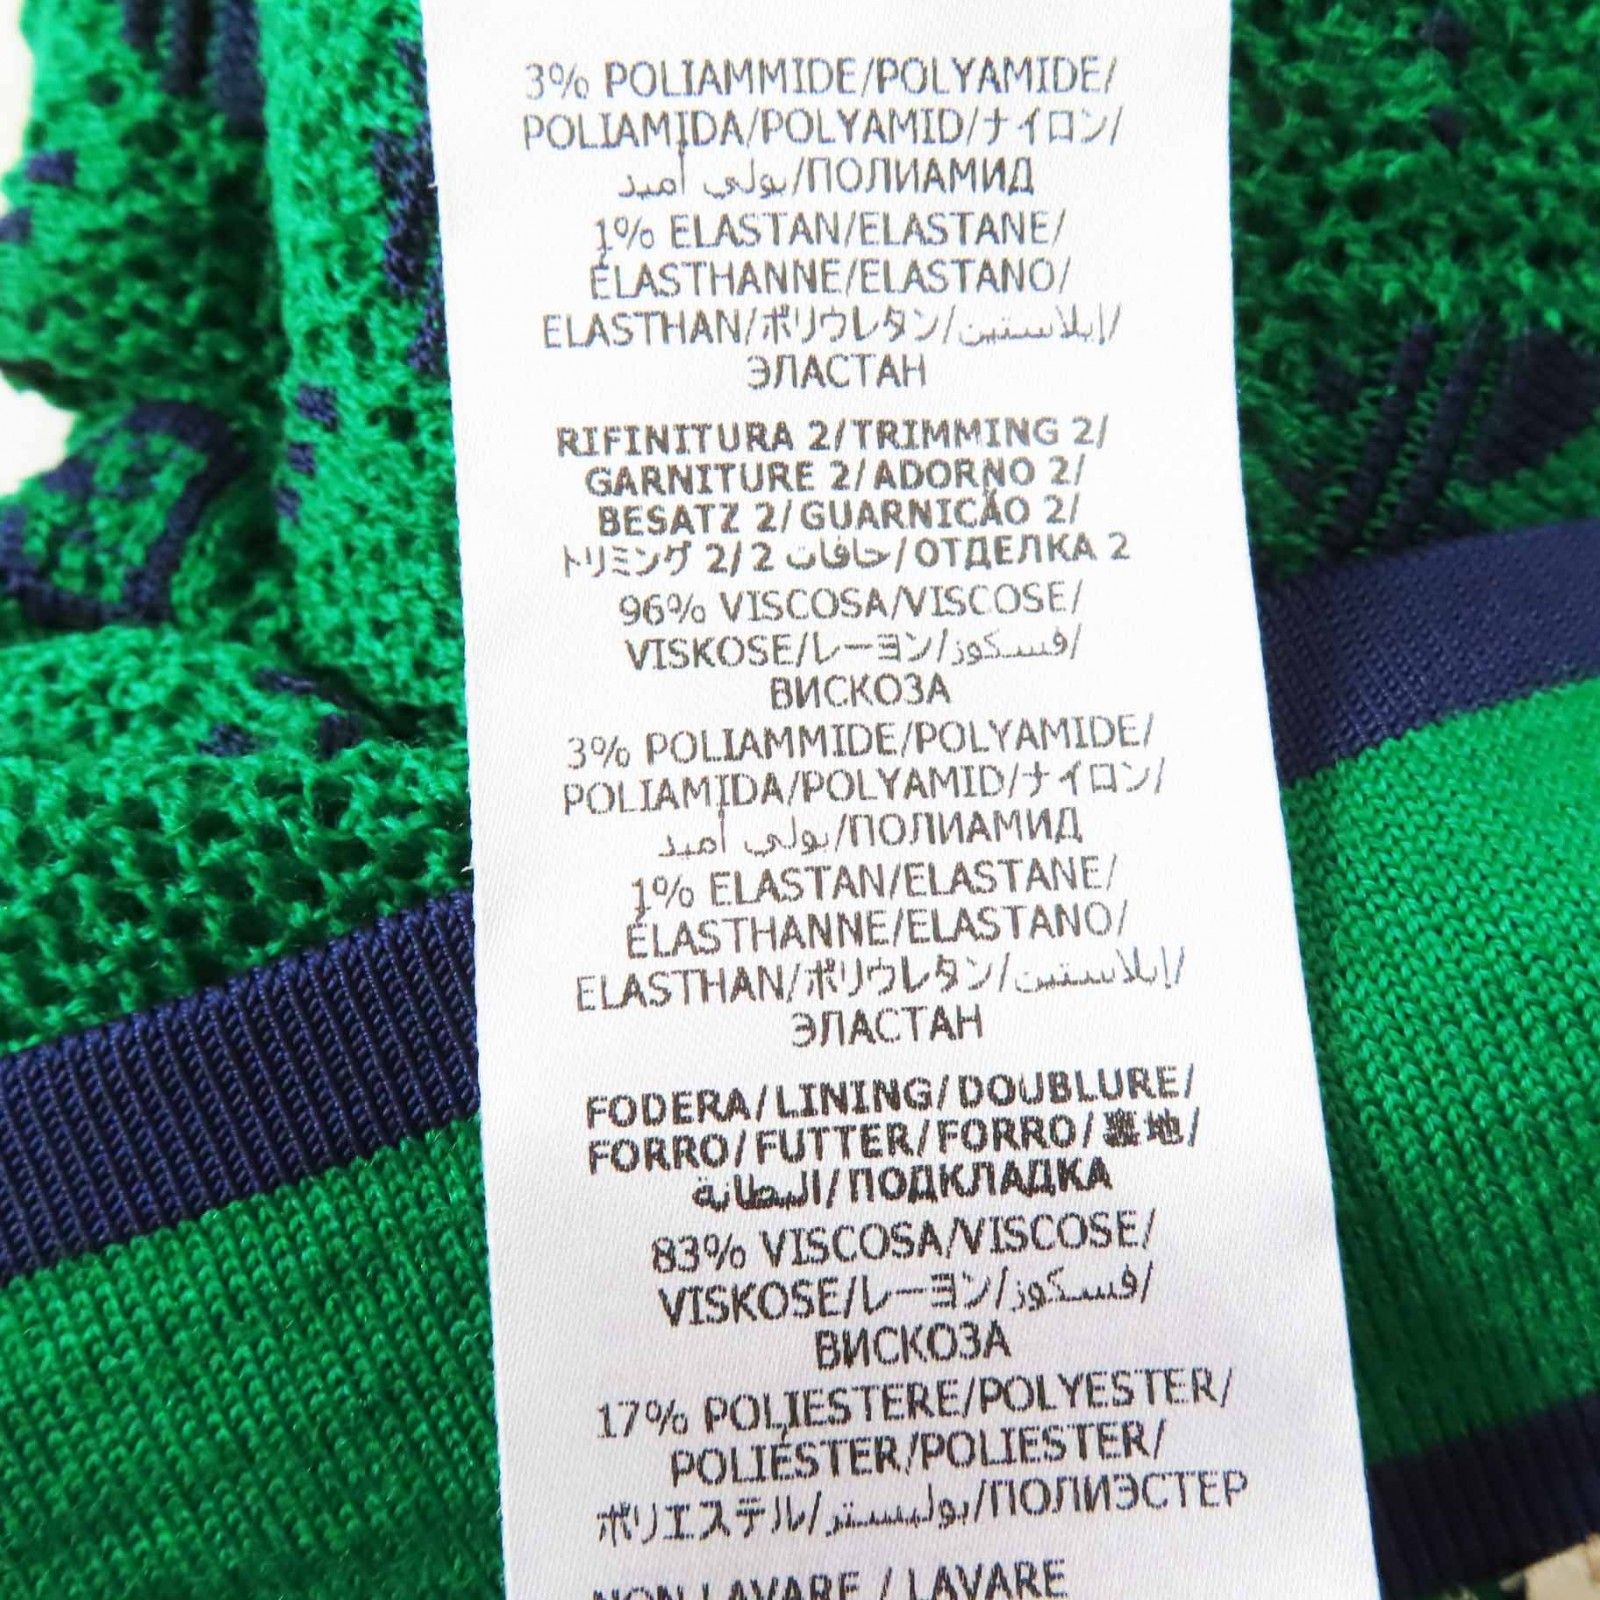 3% POLIAMMIDE/POLYAMIDE/
POLIAMIDA/POLYAMID/ナイロン/
بولي أميد/ПОЛИАМИД
1% ELASTAN/ELASTANE/
ÉLASTHANNE/ELASTANO/
ELASTHAN/ポリウレタン/إيلاستين/
ЭЛАСТАН
RIFINITURA 2/TRIMMING 2/
GARNITURE 2/ADORNO 2/
BESATZ 2/GUARNICÃO 2/
トリミング 2/2 حافات/ОТДЕЛКА 2
96% VISCOSA/VISCOSE/
VISKOSE/レーヨン/فسكوز/
ВИСКОЗА
3% POLIAMMIDE/POLYAMIDE/
POLIAMIDA/POLYAMID/ナイロン/
بولي أميد/ПОЛИАМИД
1% ELASTAN/ELASTANE/
ÉLASTHANNE/ELASTANO/
ELASTHAN/ポリウレタン/إيلاستين/
ЭЛАСТАН
FODERA/LINING/DOUBLURE/
FORRO/FUTTER/FORRO/裏地/
البطانة/ПОДКЛАДКА
83% VISCOSA/VISCOSE/
VISKOSE/レーヨン/فسكوز/
ВИСКОЗА
17% POLIESTERE/POLYESTER/
POLIÉSTER/POLIESTER/
ポリエステル/بوليستر/ПОЛИЭСТЕР
NON LAVARE / LAVARE